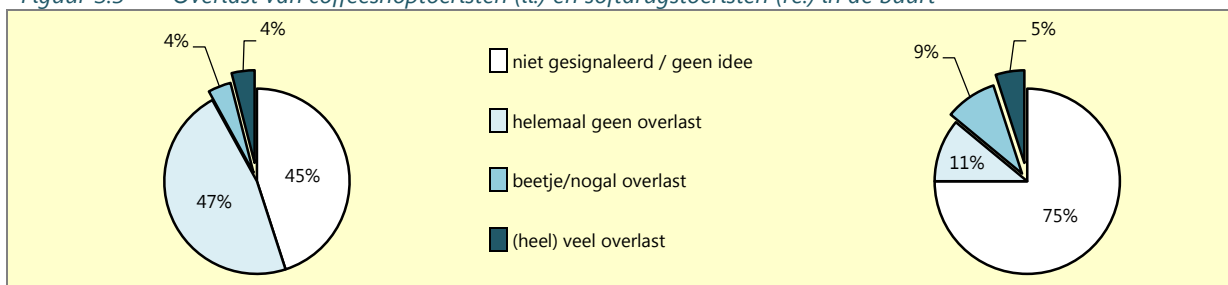 4%
4%
45%
47%
niet gesignaleerd / geen idee
helemaal geen overlast
beetje/nogal overlast
(heel) veel overlast
5%
9%
11%
75%